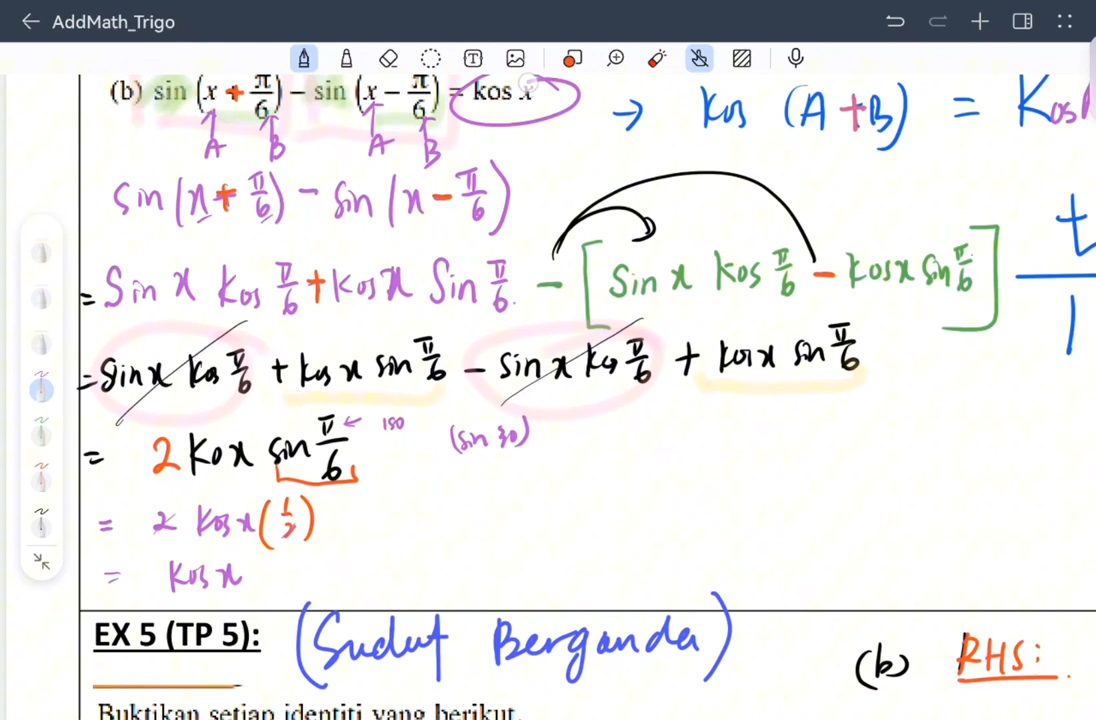 AddMath_Trigo
(b) sin (x + π/6) − sin (x − π/6) = kos x
A B A B
→ kos (A+B) = Kos
sin(x + π/6) − sin (x − π/6)
= Sin x kos π/6 + kos x Sin π/6 − [sin x kos π/6 − kos x sin π/6]
= sin x kos π/6 + kos x sin π/6 − sin x kos π/6 + kos x sin π/6
= 2 kos x sin π/6 ← 180 (sin 30)
= 2 kos x (1/2)
= kos x
EX 5 (TP 5): (Sudut Berganda)
(b) RHS:
Buktikan setiap identiti yang berikut.